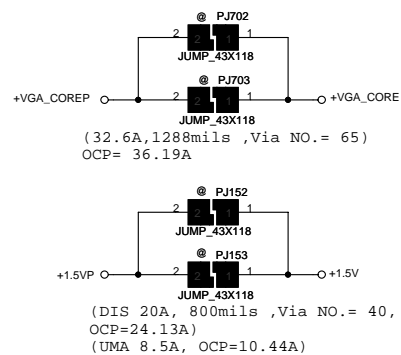 @ PJ702
2 2 1 1
JUMP_43X118
@ PJ703
+VGA_COREP 2 2 1 1 +VGA_CORE
JUMP_43X118
(32.6A,1288mils ,Via NO.= 65)
OCP= 36.19A
@ PJ152
2 2 1 1
JUMP_43X118
@ PJ153
+1.5VP 2 2 1 1 +1.5V
JUMP_43X118
(DIS 20A, 800mils ,Via NO.= 40,
OCP=24.13A)
(UMA 8.5A, OCP=10.44A)